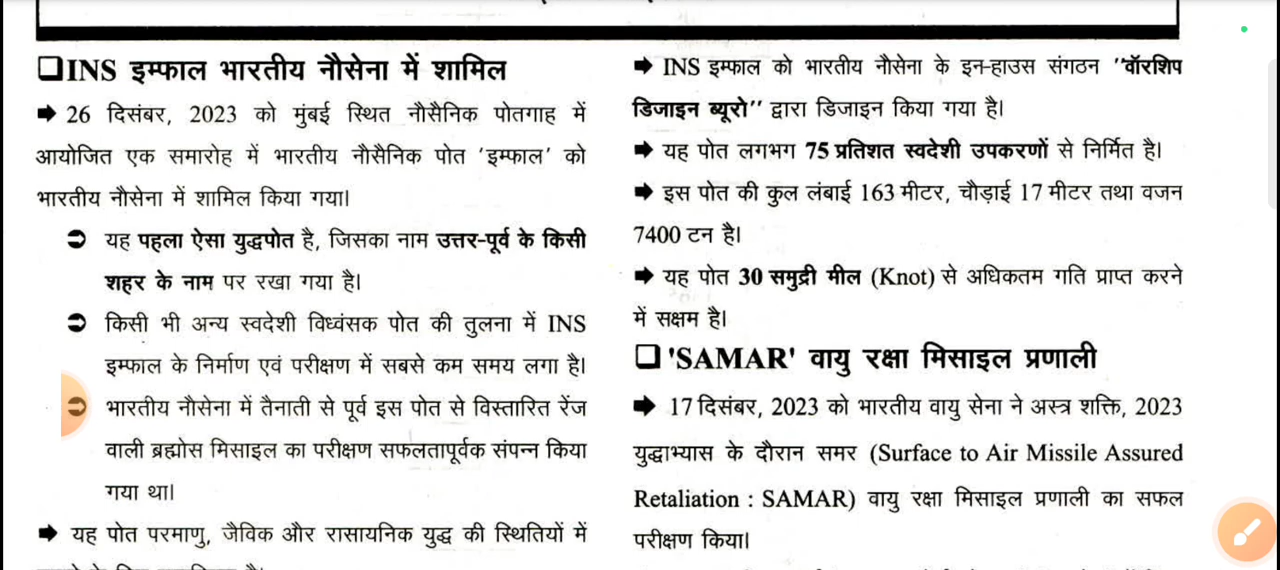 ❑INS इम्फाल भारतीय नौसेना में शामिल
➡ 26 दिसंबर, 2023 को मुंबई स्थित नौसैनिक पोतगाह में
आयोजित एक समारोह में भारतीय नौसैनिक पोत ‘इम्फाल’ को
भारतीय नौसेना में शामिल किया गया।
➲ यह पहला ऐसा युद्धपोत है, जिसका नाम उत्तर-पूर्व के किसी
शहर के नाम पर रखा गया है।
➲ किसी भी अन्य स्वदेशी विध्वंसक पोत की तुलना में INS
इम्फाल के निर्माण एवं परीक्षण में सबसे कम समय लगा है।
➲ भारतीय नौसेना में तैनाती से पूर्व इस पोत से विस्तारित रेंज
वाली ब्रह्मोस मिसाइल का परीक्षण सफलतापूर्वक संपन्न किया
गया था।
➡ यह पोत परमाणु, जैविक और रासायनिक युद्ध की स्थितियों में
➡ INS इम्फाल को भारतीय नौसेना के इन-हाउस संगठन ‘‘वॉरशिप
डिजाइन ब्यूरो’’ द्वारा डिजाइन किया गया है।
➡ यह पोत लगभग 75 प्रतिशत स्वदेशी उपकरणों से निर्मित है।
➡ इस पोत की कुल लंबाई 163 मीटर, चौड़ाई 17 मीटर तथा वजन
7400 टन है।
➡ यह पोत 30 समुद्री मील (Knot) से अधिकतम गति प्राप्त करने
में सक्षम है।
❑ 'SAMAR' वायु रक्षा मिसाइल प्रणाली
➡ 17 दिसंबर, 2023 को भारतीय वायु सेना ने अस्त्र शक्ति, 2023
युद्धाभ्यास के दौरान समर (Surface to Air Missile Assured
Retaliation : SAMAR) वायु रक्षा मिसाइल प्रणाली का सफल
परीक्षण किया।